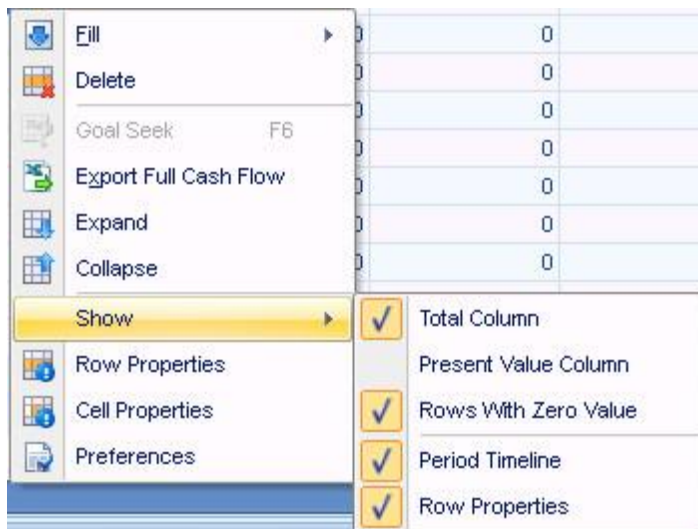 Fill
Delete
Goal Seek F6
Export Full Cash Flow
Expand
Collapse
Show
Row Properties
Cell Properties
Preferences
Total Column
Present Value Column
Rows With Zero Value
Period Timeline
Row Properties
0
0
0
0
0
0
0